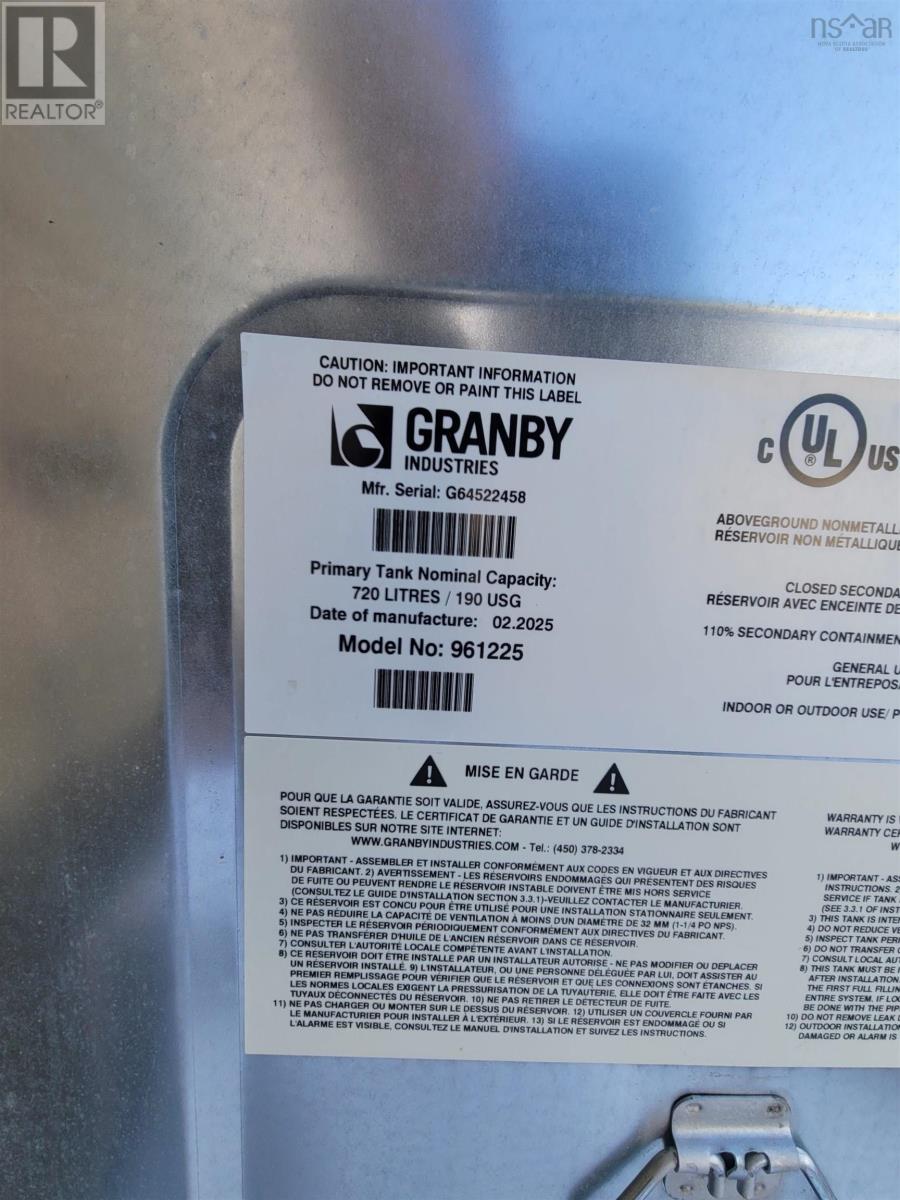 REALTOR®
nsar
NOVA SCOTIA ASSOCIATION
OF REALTORS®
CAUTION: IMPORTANT INFORMATION
DO NOT REMOVE OR PAINT THIS LABEL
GRANBY
INDUSTRIES
Mfr. Serial: G64522458
Primary Tank Nominal Capacity:
720 LITRES / 190 USG
Date of manufacture: 02.2025
Model No: 961225
C UL US
®
ABOVEGROUND NONMETALL
RÉSERVOIR NON MÉTALLIQUE
CLOSED SECONDA
RÉSERVOIR AVEC ENCEINTE DE
110% SECONDARY CONTAINMEN
GENERAL U
POUR L'ENTREPOS
INDOOR OR OUTDOOR USE/ P
MISE EN GARDE
POUR QUE LA GARANTIE SOIT VALIDE, ASSUREZ-VOUS QUE LES INSTRUCTIONS DU FABRICANT
SOIENT RESPECTÉES. LE CERTIFICAT DE GARANTIE ET UN GUIDE D'INSTALLATION SONT
DISPONIBLES SUR NOTRE SITE INTERNET:
WWW.GRANBYINDUSTRIES.COM - Tel.: (450) 378-2334
1) IMPORTANT - ASSEMBLER ET INSTALLER CONFORMÉMENT AUX CODES EN VIGUEUR ET AUX DIRECTIVES
DU FABRICANT. 2) AVERTISSEMENT - LES RÉSERVOIRS ENDOMMAGÉS QUI PRÉSENTENT DES RISQUES
DE FUITE OU PEUVENT RENDRE LE RÉSERVOIR INSTABLE DOIVENT ÊTRE MIS HORS SERVICE
(CONSULTEZ LE GUIDE D'INSTALLATION SECTION 3.3.1)-VEUILLEZ CONTACTER LE MANUFACTURIER.
3) CE RÉSERVOIR EST CONCU POUR ÊTRE UTILISÉ POUR UNE INSTALLATION STATIONNAIRE SEULEMENT.
4) NE PAS RÉDUIRE LA CAPACITÉ DE VENTILATION À MOINS D'UN DIAMÈTRE DE 32 MM (1-1/4 PO NPS).
5) INSPECTER LE RÉSERVOIR PÉRIODIQUEMENT CONFORMÉMENT AUX DIRECTIVES DU FABRICANT.
6) NE PAS TRANSFÉRER D'HUILE DE L'ANCIEN RÉSERVOIR DANS CE RÉSERVOIR.
7) CONSULTER L'AUTORITÉ LOCALE COMPÉTENTE AVANT L'INSTALLATION.
8) CE RESERVOIR DOIT ÊTRE INSTALLÉ PAR UN INSTALLATEUR AUTORISE - NE PAS MODIFIER OU DEPLACER
UN RÉSERVOIR INSTALLÉ. 9) L'INSTALLATEUR, OU UNE PERSONNE DÉLÉGUÉE PAR LUI, DOIT ASSISTER AU
PREMIER REMPLISSAGE POUR VÉRIFIER QUE LE RÉSERVOIR ET QUE LES CONNEXIONS SONT ÉTANCHES. SI
LES NORMES LOCALES EXIGENT LA PRESSURISATION DE LA TUYAUTERIE, ELLE DOIT ÊTRE FAITE AVEC LES
TUYAUX DÉCONNECTÉS DU RÉSERVOIR. 10) NE PAS RETIRER LE DÉTECTEUR DE FUITE.
11) NE PAS CHARGER OU MONTER SUR LE DESSUS DU RÉSERVOIR. 12) UTILISER UN COUVERCLE FOURNI PAR
LE MANUFACTURIER POUR INSTALLER À L'EXTÉRIEUR. 13) SI LE RÉSERVOIR EST ENDOMMAGÉ OU SI
L'ALARME EST VISIBLE, CONSULTEZ LE MANUEL D'INSTALLATION ET SUIVEZ LES INSTRUCTIONS.
WARRANTY IS
WARRANTY CER
W
1) IMPORTANT - ASS
INSTRUCTIONS. 2
SERVICE IF TANK
(SEE 3.3.1 OF INST
3) THIS TANK IS INTE
4) DO NOT REDUCE VE
5) INSPECT TANK PERI
6) DO NOT TRANSFER
7) CONSULT LOCAL AUT
8) THIS TANK MUST BE
AFTER INSTALLATION
THE FIRST FULL FILLIN
ENTIRE SYSTEM. IF LO
BE DONE WITH THE PIP
10) DO NOT REMOVE LEAK
12) OUTDOOR INSTALLATIO
DAMAGED OR ALARM IS